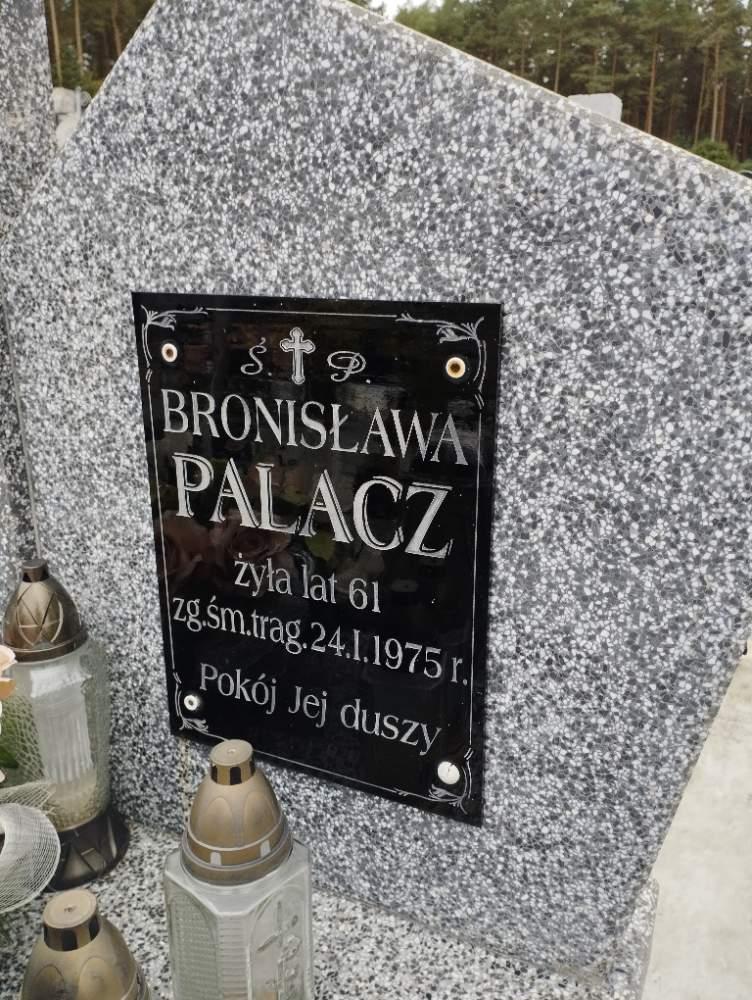 Ś. P.
BRONISŁAWA
PALACZ
żyła lat 61
zg.śm.trag.24.I.1975 r.
Pokój Jej duszy